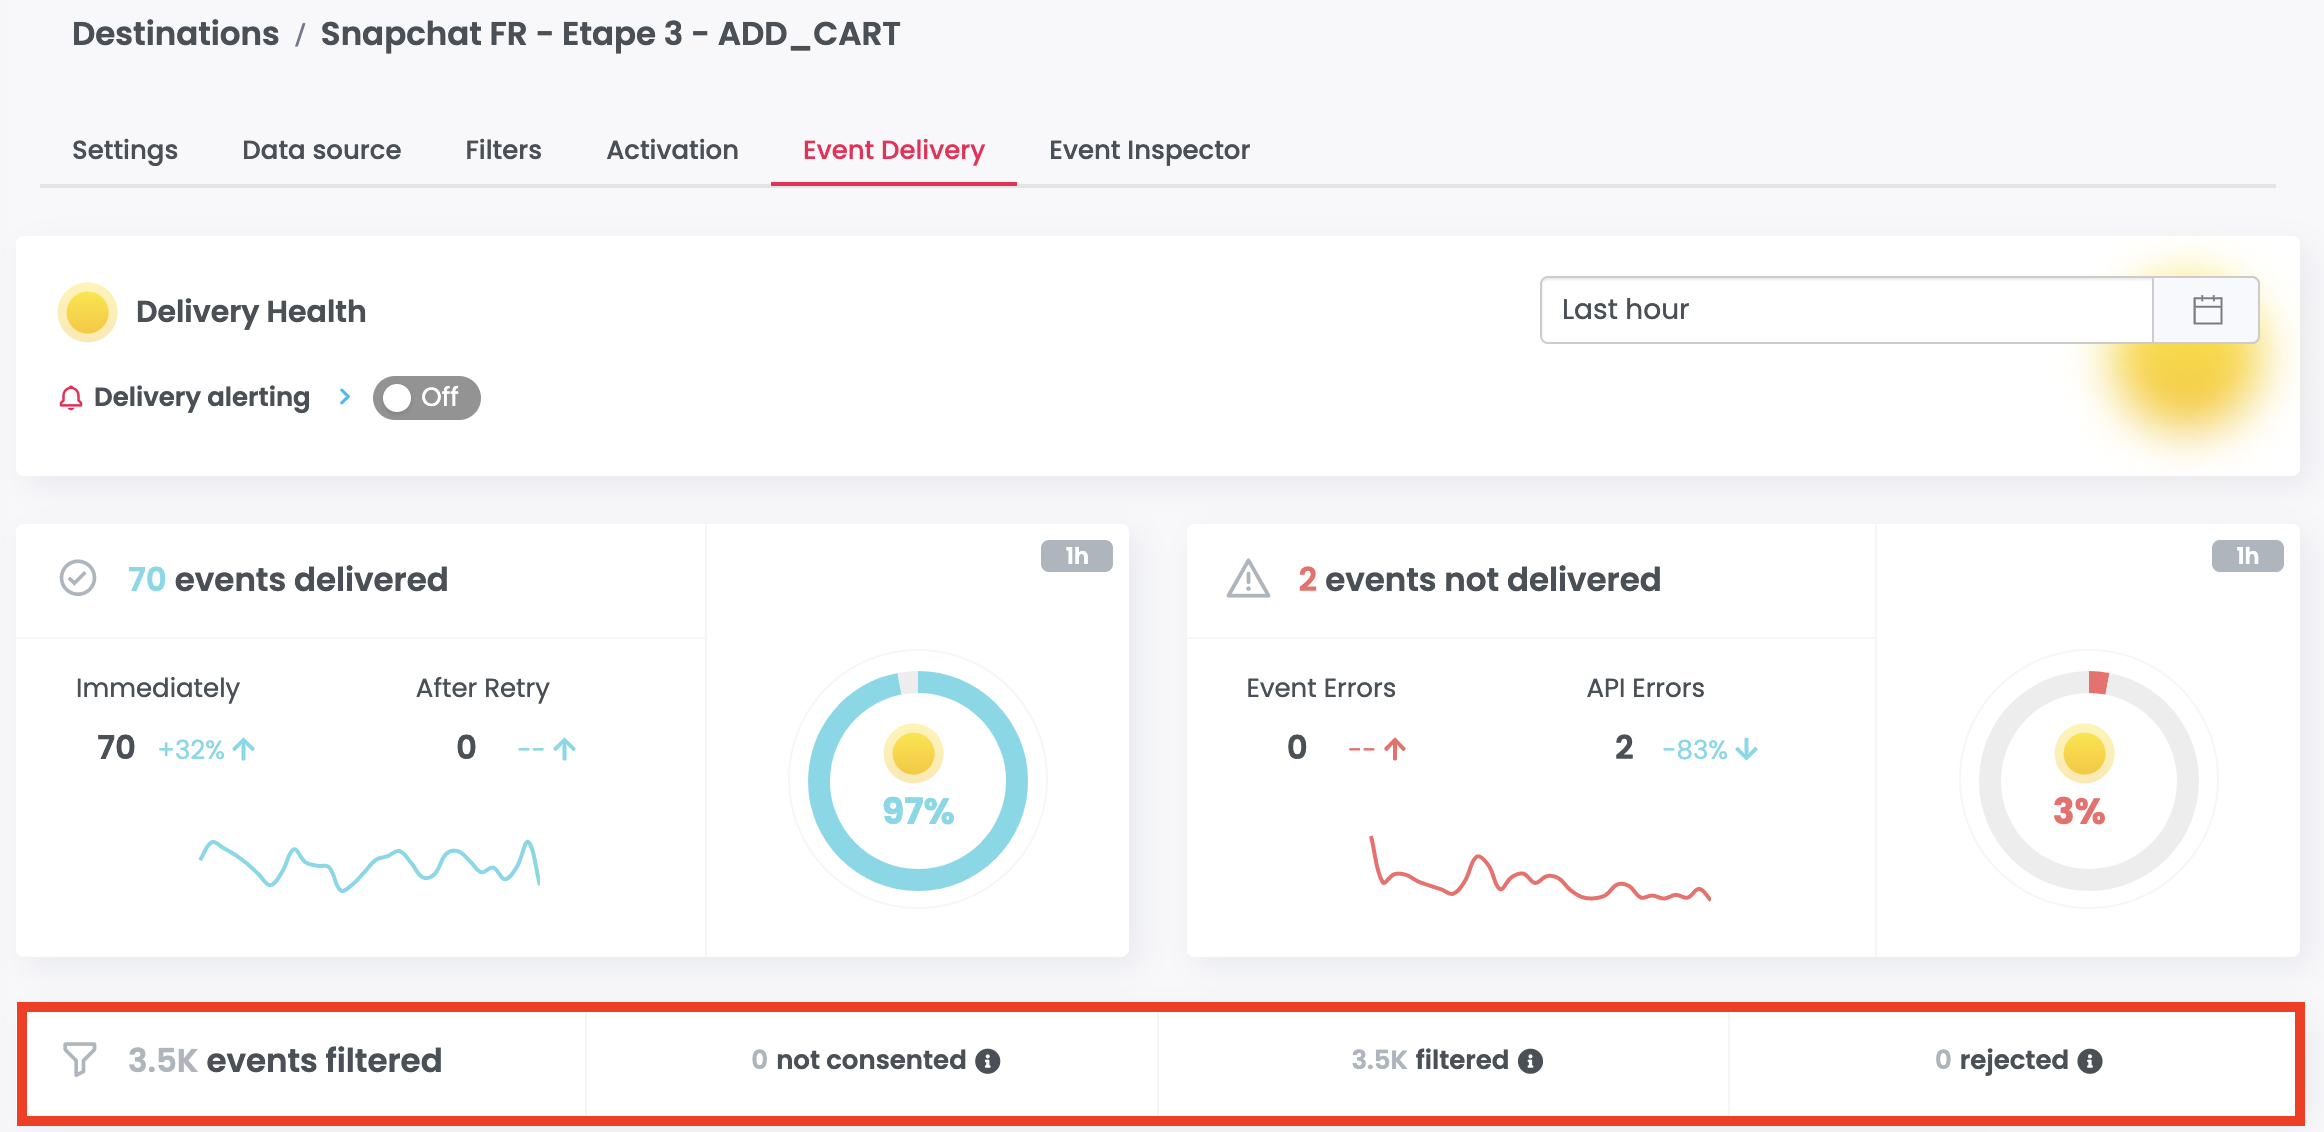 Destinations / Snapchat FR - Etape 3 - ADD_CART
Settings Data source Filters Activation Event Delivery Event Inspector
Delivery Health
Last hour
Delivery alerting > Off
70 events delivered
1h
Immediately After Retry
70 +32% 0 --
97%
2 events not delivered
1h
Event Errors API Errors
0 -- 2 -83%
3%
3.5K events filtered 0 not consented 3.5K filtered 0 rejected